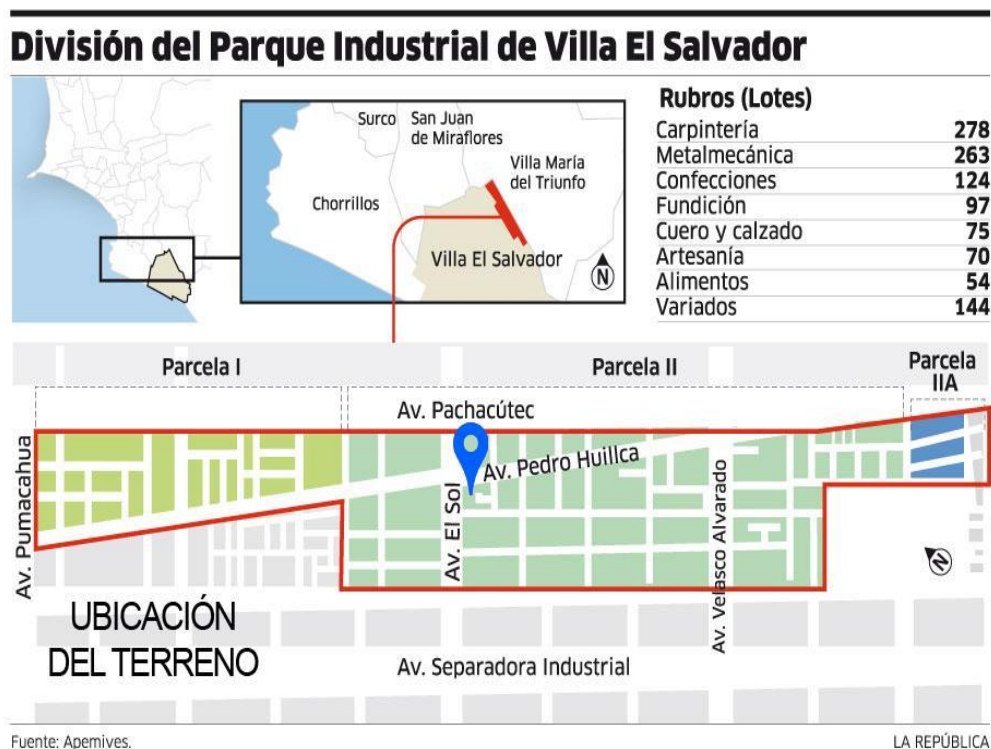 División del Parque Industrial de Villa El Salvador
Surco
San Juan
de Miraflores
Villa María
del Triunfo
Chorrillos
Villa El Salvador
N
Rubros (Lotes)
Carpintería 278
Metalmecánica 263
Confecciones 124
Fundición 97
Cuero y calzado 75
Artesanía 70
Alimentos 54
Variados 144
Parcela I
Parcela II
Parcela
IIA
Av. Pachacútec
Av. Pedro Huillca
Av. Pumacahua
Av. El Sol
Av. Velasco Alvarado
N
UBICACIÓN
DEL TERRENO
Av. Separadora Industrial
Fuente: Apemives.
LA REPÚBLICA